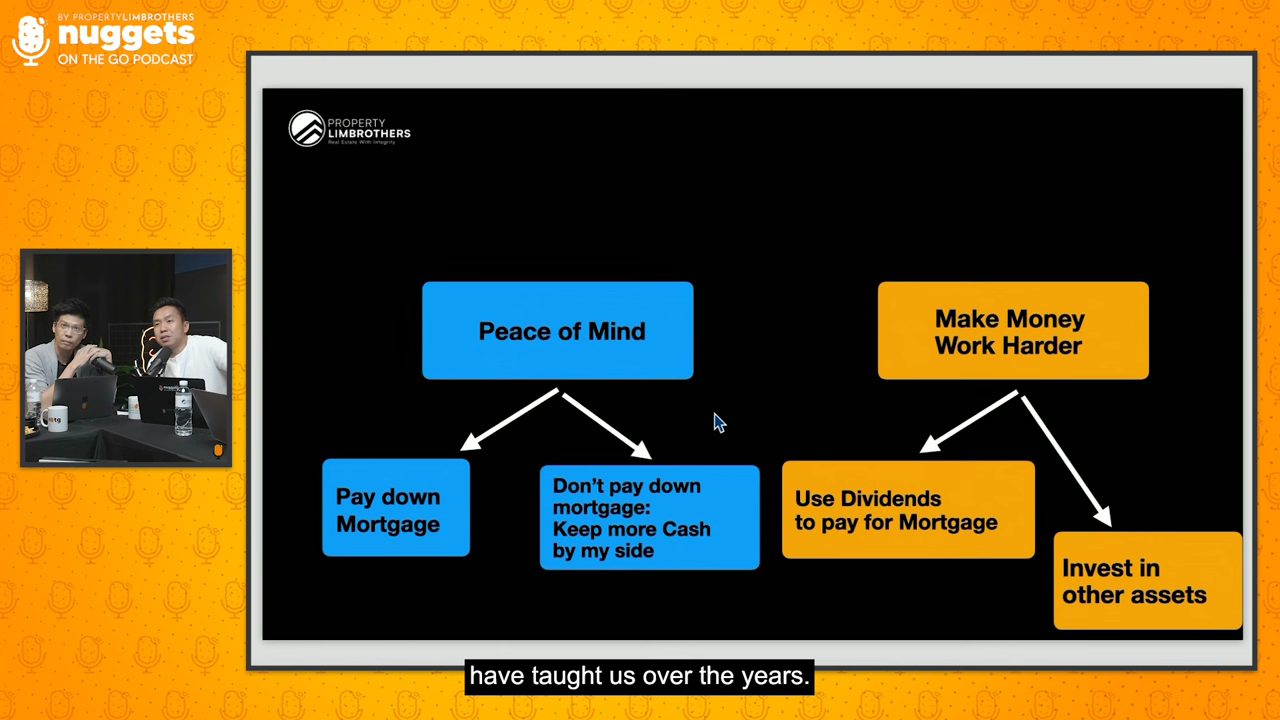 BY PROPERTYLIMBROTHERS
nuggets
ON THE GO PODCAST
PROPERTY
LIMBROTHERS
Real Estate With Integrity
Peace of Mind
Make Money
Work Harder
Pay down
Mortgage
Don't pay down
mortgage:
Keep more Cash
by my side
Use Dividends
to pay for Mortgage
Invest in
other assets
have taught us over the years.